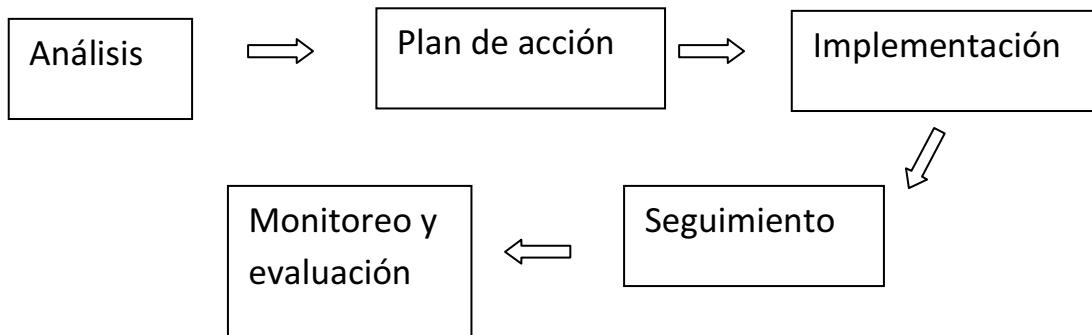 Análisis
Plan de acción
Implementación
Seguimiento
Monitoreo y
evaluación